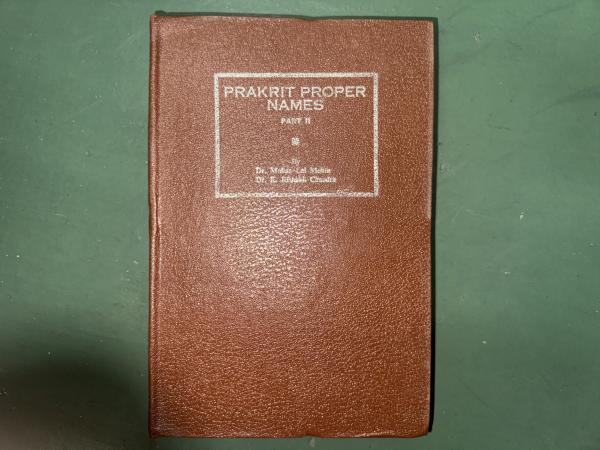 PRAKRIT PROPER
NAMES
PART II
By
Dr. Mohan Lal Mehta
Dr. K. Rishabh Chandra